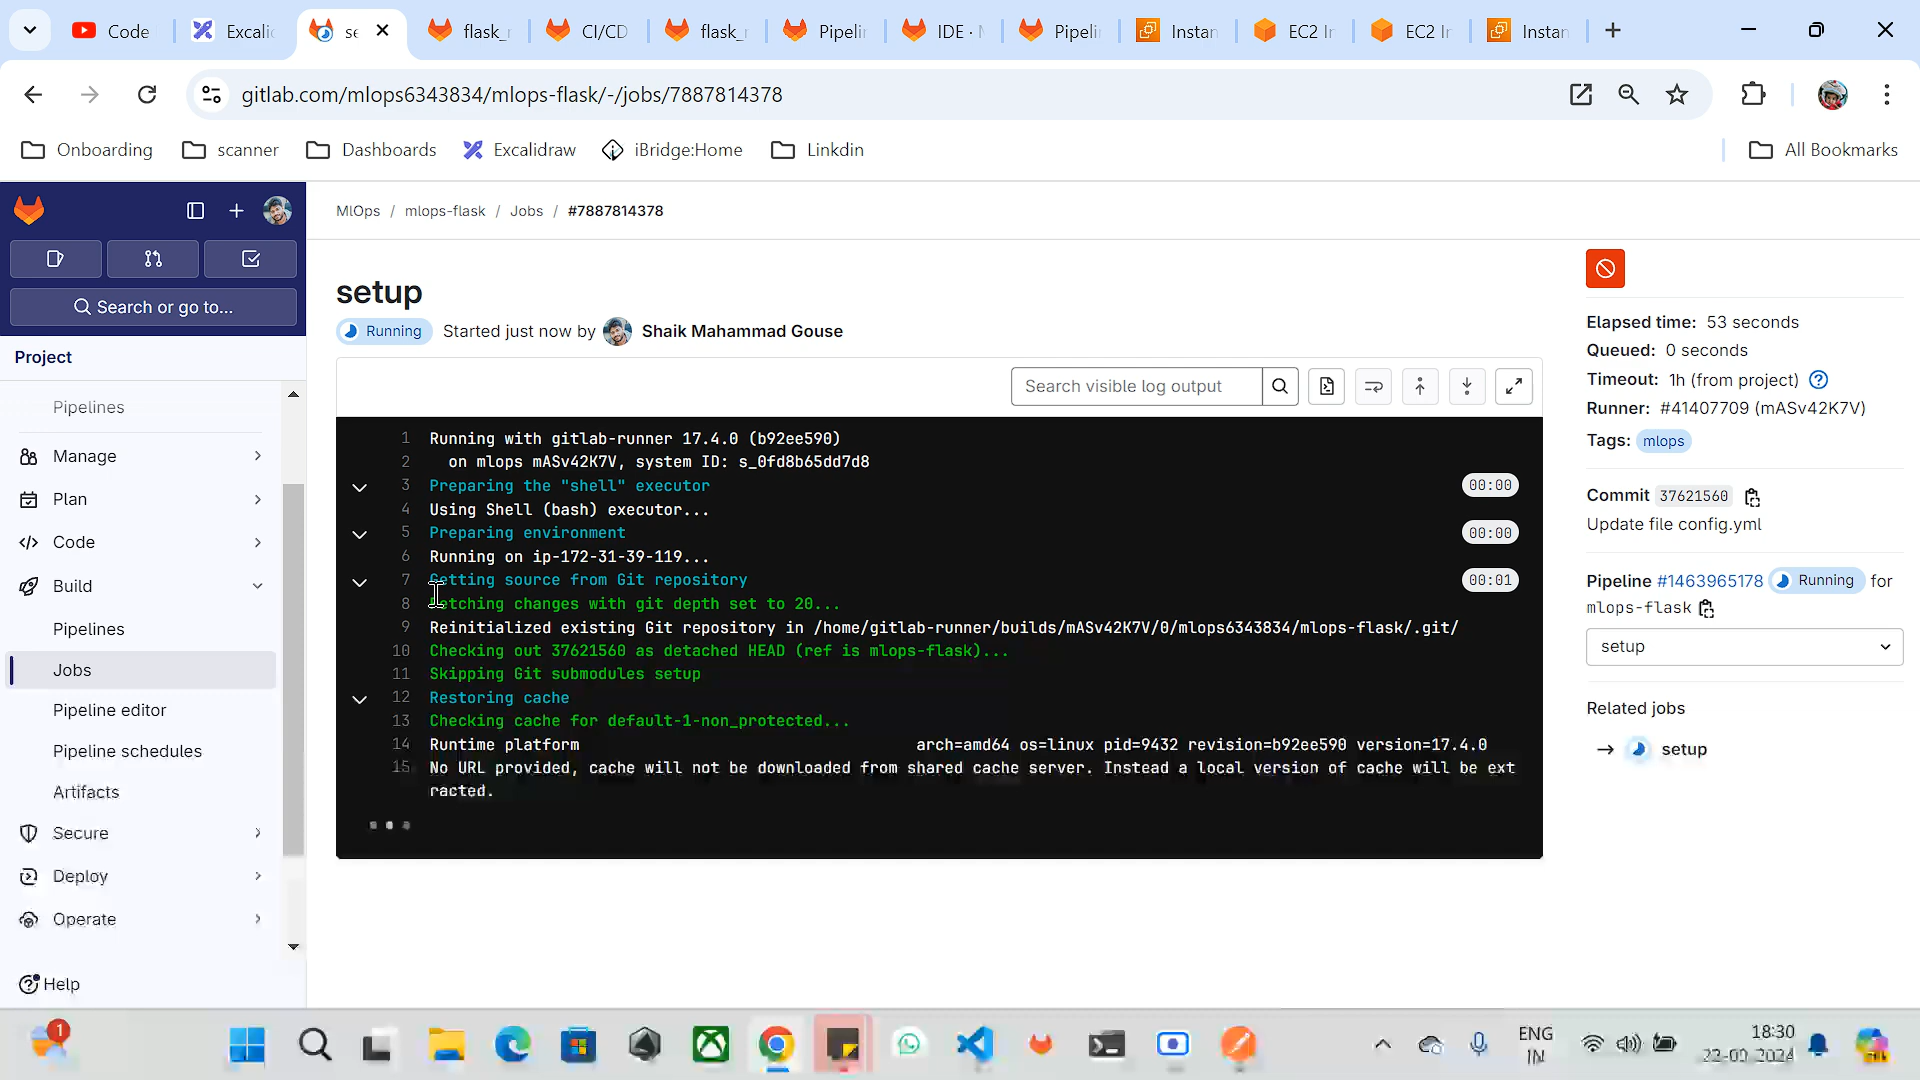 Code
Excali
se
flask_r
CI/CD
flask_r
Pipelin
IDE · M
Pipelin
Instan
EC2 In
EC2 In
Instan
gitlab.com/mlops6343834/mlops-flask/-/jobs/7887814378
Onboarding
scanner
Dashboards
Excalidraw
iBridge:Home
Linkdin
All Bookmarks
MlOps / mlops-flask / Jobs / #7887814378
Search or go to...
Project
Pipelines
Manage
Plan
Code
Build
Pipelines
Jobs
Pipeline editor
Pipeline schedules
Artifacts
Secure
Deploy
Operate
Help
setup
Running Started just now by Shaik Mahammad Gouse
Search visible log output
1 Running with gitlab-runner 17.4.0 (b92ee590)
2 on mlops mASv42K7V, system ID: s_0fd8b65dd7d8
3 Preparing the "shell" executor 00:00
4 Using Shell (bash) executor...
5 Preparing environment 00:00
6 Running on ip-172-31-39-119...
7 Getting source from Git repository 00:01
8 Fetching changes with git depth set to 20...
9 Reinitialized existing Git repository in /home/gitlab-runner/builds/mASv42K7V/0/mlops6343834/mlops-flask/.git/
10 Checking out 37621560 as detached HEAD (ref is mlops-flask)...
11 Skipping Git submodules setup
12 Restoring cache
13 Checking cache for default-1-non_protected...
14 Runtime platform arch=amd64 os=linux pid=9432 revision=b92ee590 version=17.4.0
15 No URL provided, cache will not be downloaded from shared cache server. Instead a local version of cache will be ext
racted.
Elapsed time: 53 seconds
Queued: 0 seconds
Timeout: 1h (from project)
Runner: #41407709 (mASv42K7V)
Tags: mlops
Commit 37621560
Update file config.yml
Pipeline #1463965178 Running for
mlops-flask
setup
Related jobs
setup
1
ENG
IN
18:30
22-09-2024